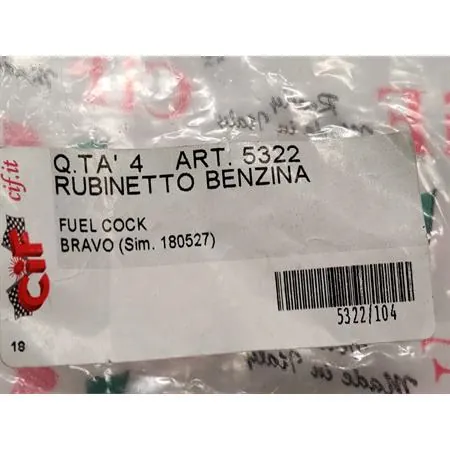 Q.TA' 4 ART. 5322
RUBINETTO BENZINA
FUEL COCK
BRAVO (Sim. 180527)
5322/104
cif.it
CIF
18
Really
made in Italy
Made in Italy